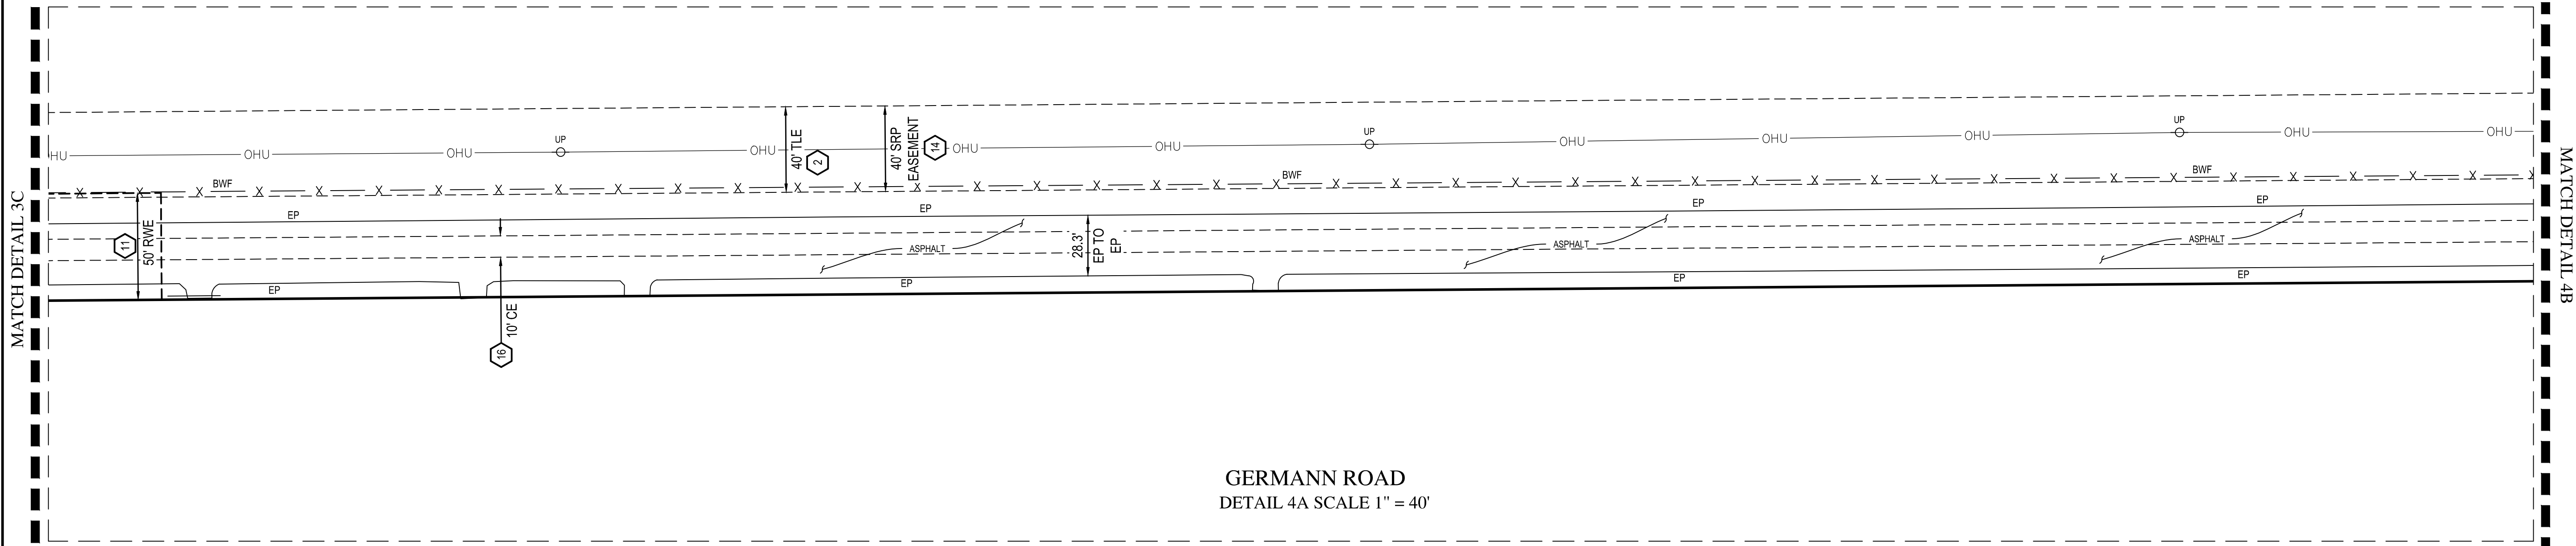 MATCH DETAIL 3C
HU
OHU
OHU
UP
OHU
40' TLE
2
40' SRP
EASEMENT
14
OHU
OHU
UP
OHU
OHU
OHU
UP
OHU
OHU
BWF
BWF
BWF
X X X X X X X X X X X X X X X X X X X X X X X X X X X X X X X X X X X X X X X X X X
11
50' RWE
EP
EP
EP
EP
28.3'
EP TO
EP
ASPHALT
ASPHALT
ASPHALT
EP
EP
EP
EP
10' CE
16
MATCH DETAIL 4B
GERMANN ROAD
DETAIL 4A SCALE 1" = 40'